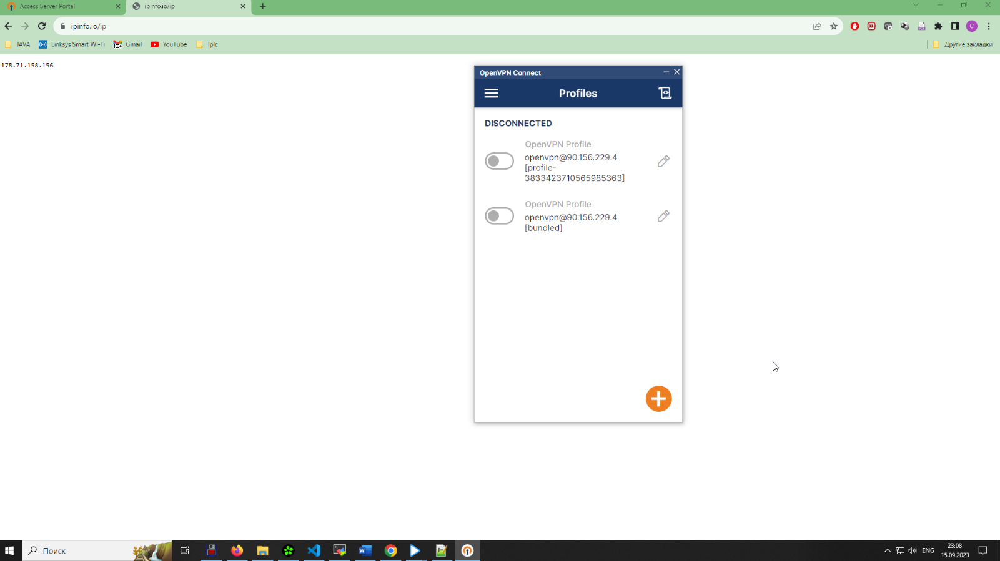 Access Server Portal
ipinfo.io/ip
ipinfo.io/ip
JAVA
Linksys Smart Wi-Fi
Gmail
YouTube
Iplc
Другие закладки
178.71.158.156
OpenVPN Connect
Profiles
DISCONNECTED
OpenVPN Profile
openvpn@90.156.229.4
[profile-
3833423710565985363]
OpenVPN Profile
openvpn@90.156.229.4
[bundled]
Поиск
ENG
23:08
15.09.2023